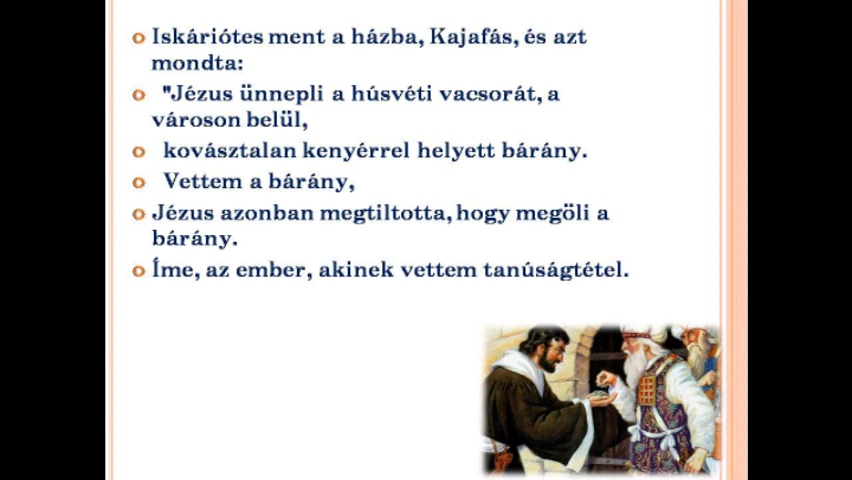 Iskáriótes ment a házba, Kajafás, és azt
mondta:
"Jézus ünnepli a húsvéti vacsorát, a
városon belül,
kovásztalan kenyérrel helyett bárány.
Vettem a bárány,
Jézus azonban megtiltotta, hogy megöli a
bárány.
Íme, az ember, akinek vettem tanúságtétel.